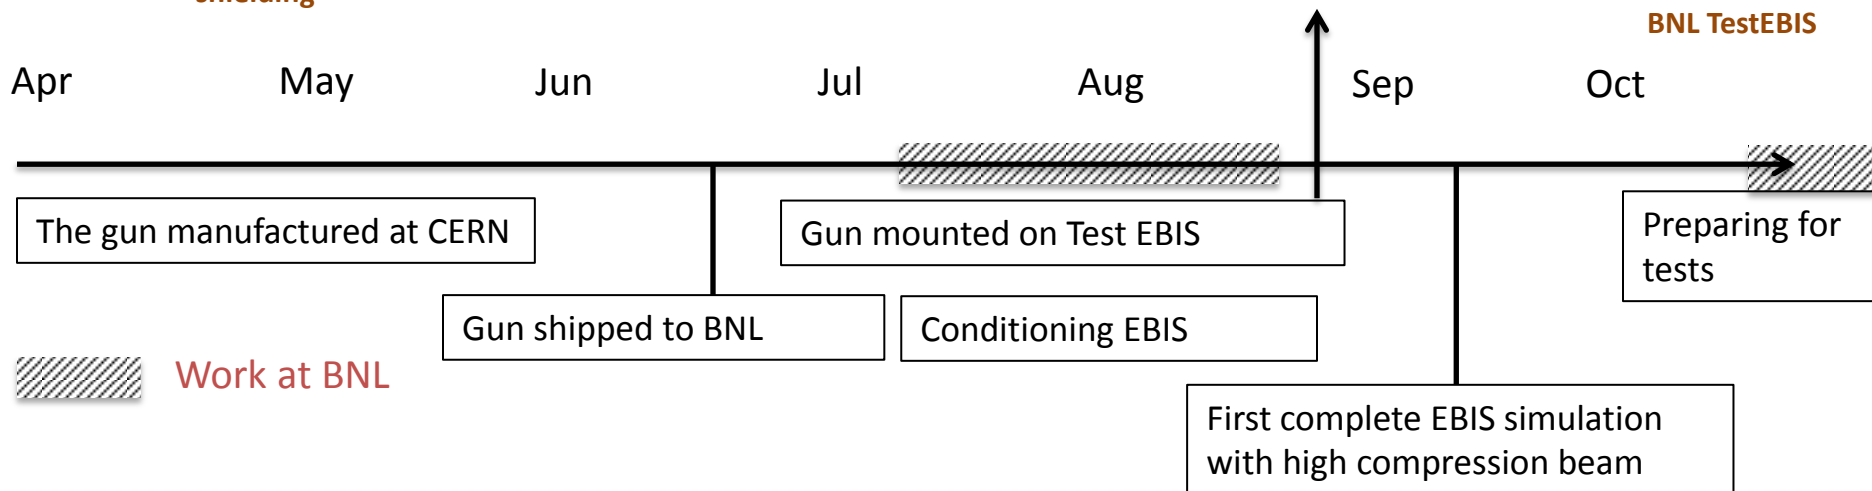 shielding
BNL TestEBIS
Apr May Jun Jul Aug Sep Oct
The gun manufactured at CERN
Gun mounted on Test EBIS
Preparing for
tests
Gun shipped to BNL
Conditioning EBIS
Work at BNL
First complete EBIS simulation
with high compression beam